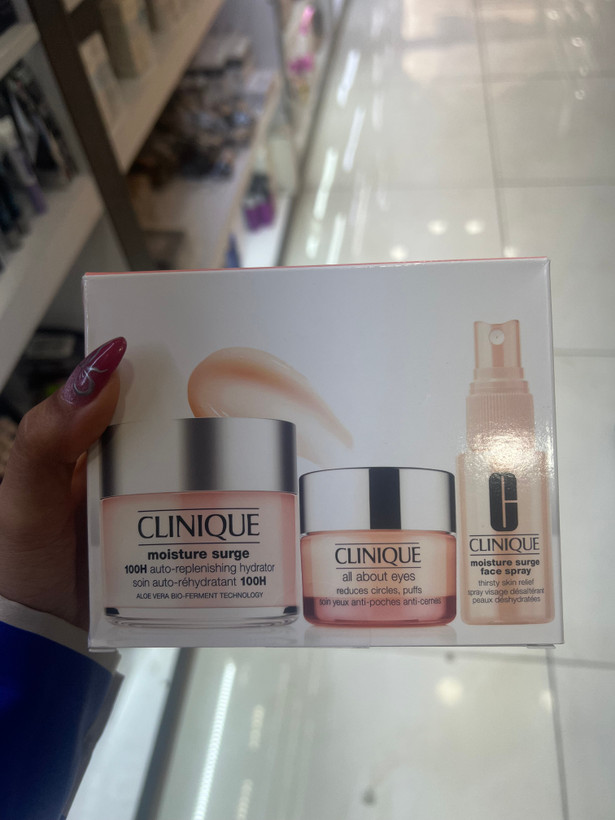 CLINIQUE
moisture surge
100H auto-replenishing hydrator
soin auto-réhydratant 100H
ALOE VERA BIO-FERMENT TECHNOLOGY
CLINIQUE
all about eyes
reduces circles, puffs
soin yeux anti-poches anti-cernes
C
CLINIQUE
moisture surge
face spray
thirsty skin relief
spray visage désaltérant
peaux déshydratées